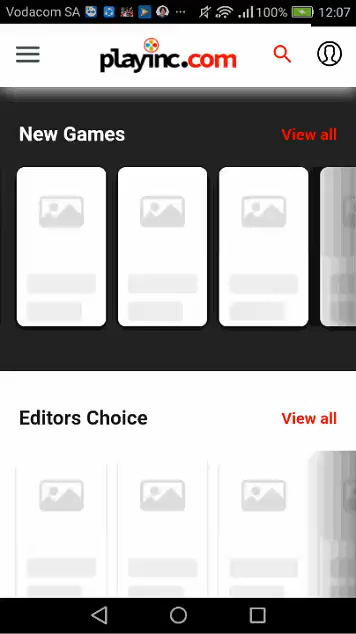 Vodacom SA ... 100% 12:07
playinc.com
New Games View all
Editors Choice View all